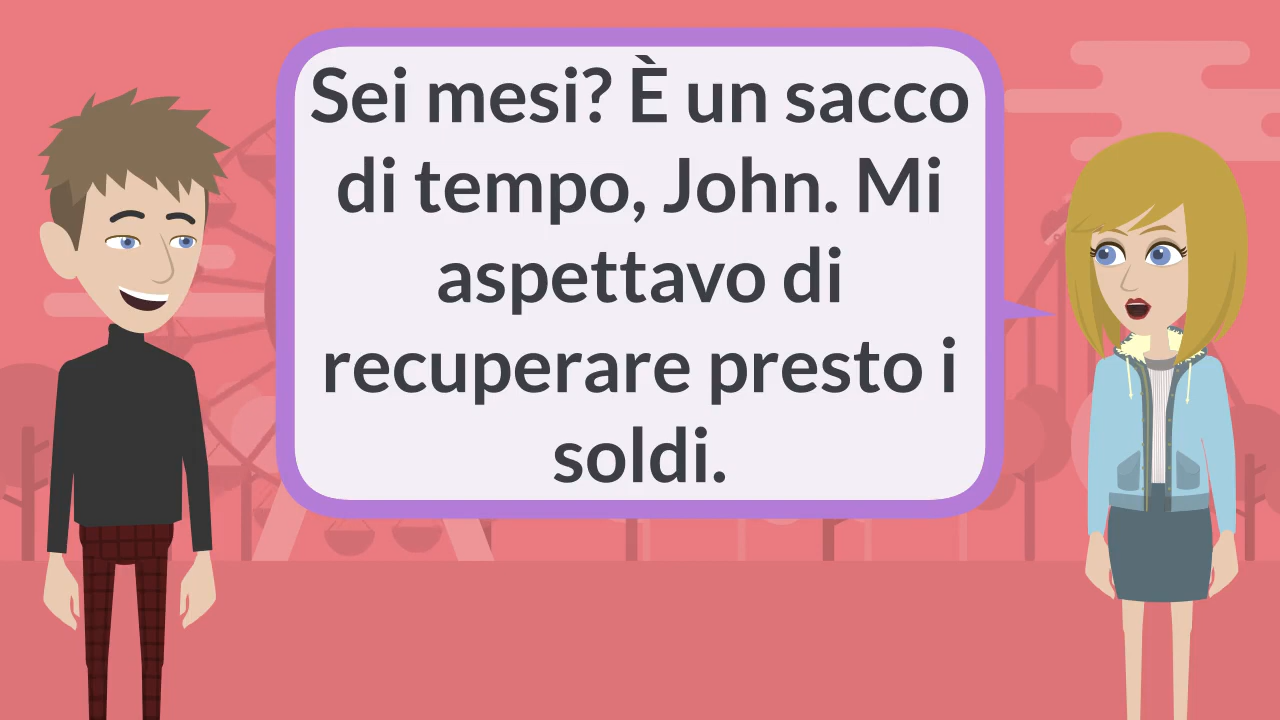 Sei mesi? È un sacco
di tempo, John. Mi
aspettavo di
recuperare presto i
soldi.